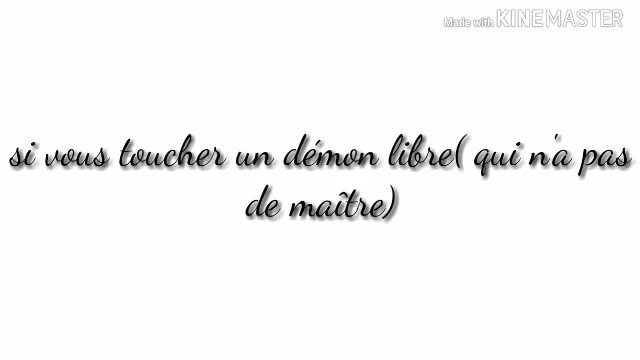 Made with KINEMASTER
si vous toucher un démon libre( qui n'a pas
de maître)